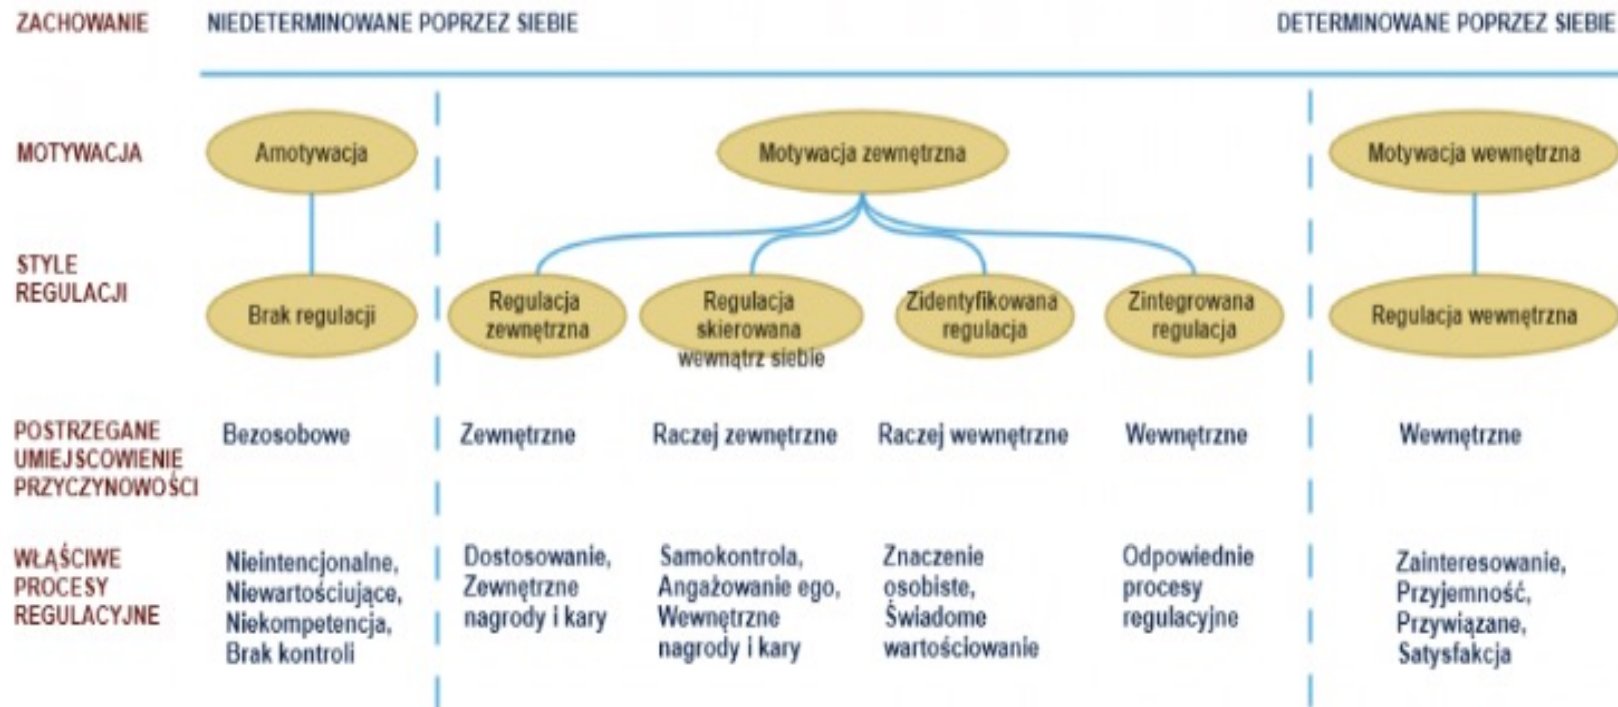 ZACHOWANIE
NIEDETERMINOWANE POPRZEZ SIEBIE
DETERMINOWANE POPRZEZ SIEBIE
MOTYWACJA
Amotywacja
Motywacja zewnętrzna
Motywacja wewnętrzna
STYLE
REGULACJI
Brak regulacji
Regulacja
zewnętrzna
Regulacja
skierowana
wewnątrz siebie
Zidentyfikowana
regulacja
Zintegrowana
regulacja
Regulacja wewnętrzna
POSTRZEGANE
UMIEJSCOWIENIE
PRZYCZYNOWOŚCI
Bezosobowe
Zewnętrzne
Raczej zewnętrzne
Raczej wewnętrzne
Wewnętrzne
Wewnętrzne
WŁĄŚCIWE
PROCESY
REGULACYJNE
Nieintencjonalne,
Niewartościujące,
Niekompetencja,
Brak kontroli
Dostosowanie,
Zewnętrzne
nagrody i kary
Samokontrola,
Angażowanie ego,
Wewnętrzne
nagrody i kary
Znaczenie
osobiste,
Świadome
wartościowanie
Odpowiednie
procesy
regulacyjne
Zainteresowanie,
Przyjemność,
Przywiązane,
Satysfakcja